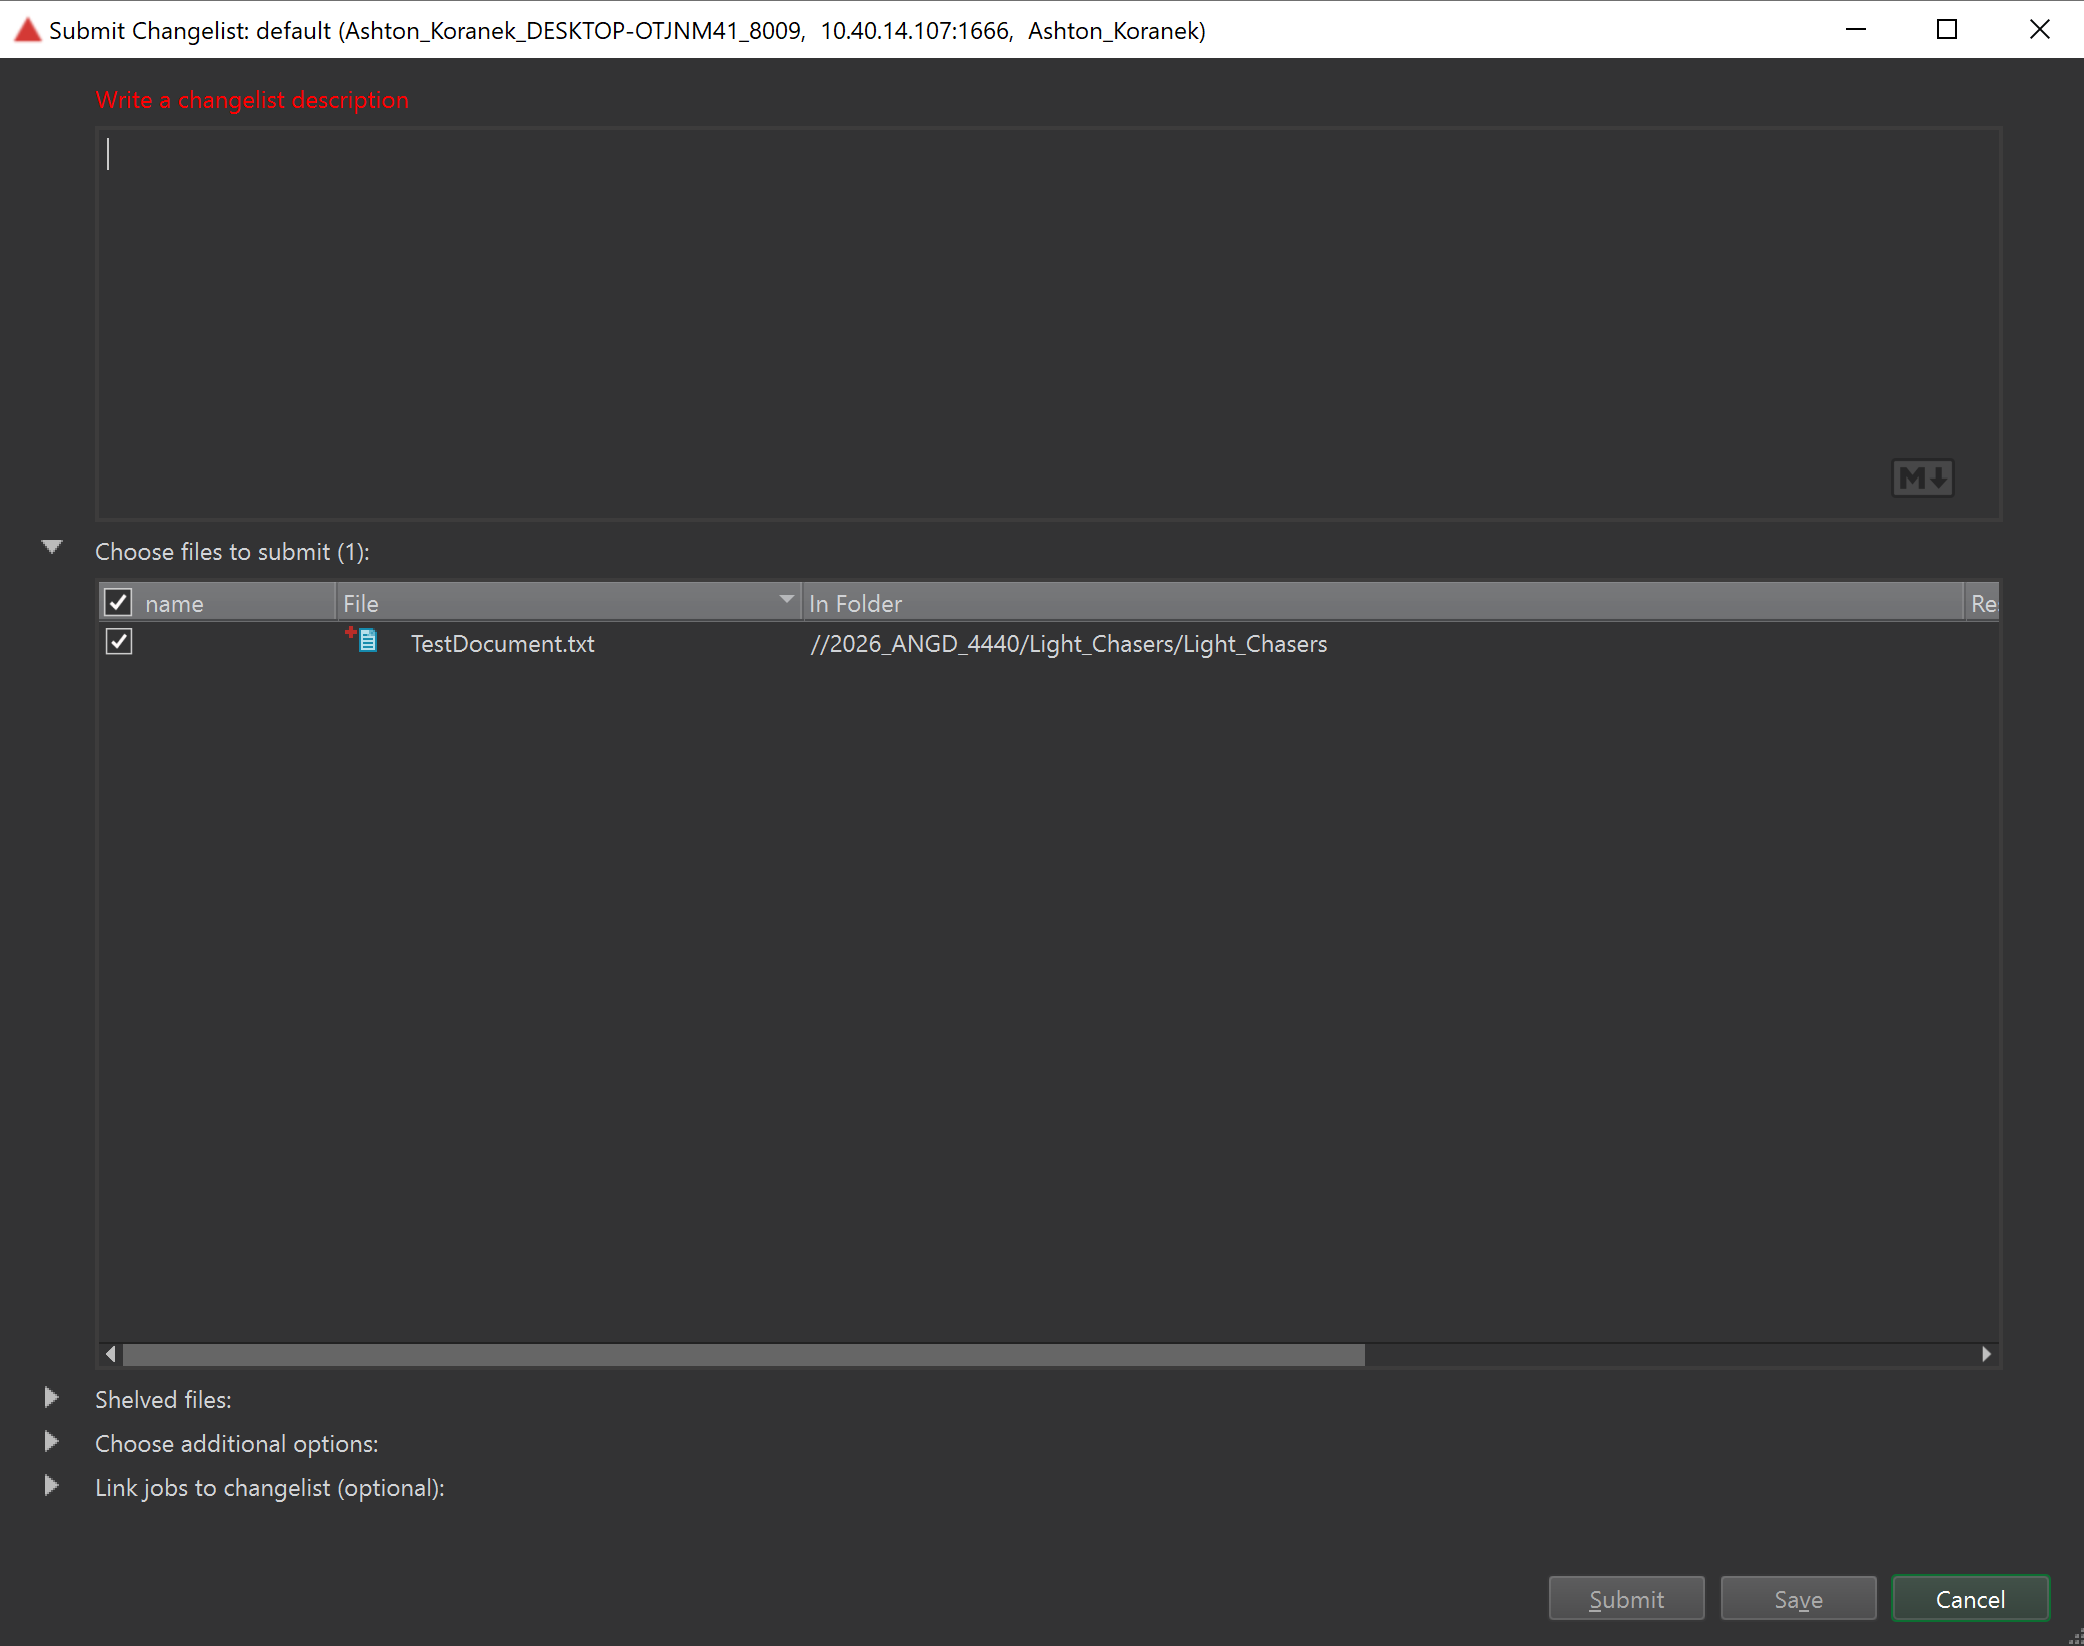 Submit Changelist: default (Ashton_Koranek_DESKTOP-OTJNM41_8009, 10.40.14.107:1666, Ashton_Koranek)
Write a changelist description
M
Choose files to submit (1):
name File In Folder Re
TestDocument.txt //2026_ANGD_4440/Light_Chasers/Light_Chasers
Shelved files:
Choose additional options:
Link jobs to changelist (optional):
Submit Save Cancel